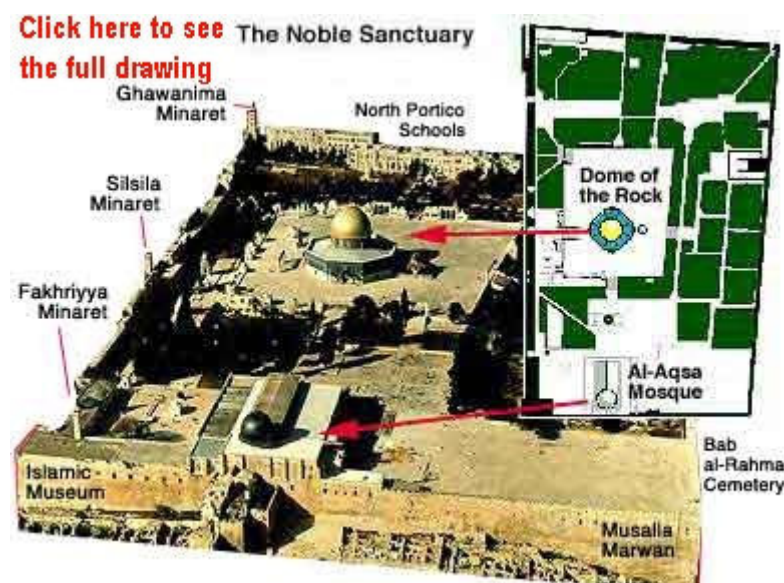 Click here to see
the full drawing
The Noble Sanctuary
Ghawanima
Minaret
North Portico
Schools
Silsila
Minaret
Dome of
the Rock
Fakhriyya
Minaret
Al-Aqsa
Mosque
Islamic
Museum
Bab
al-Rahma
Cemetery
Musalla
Marwan